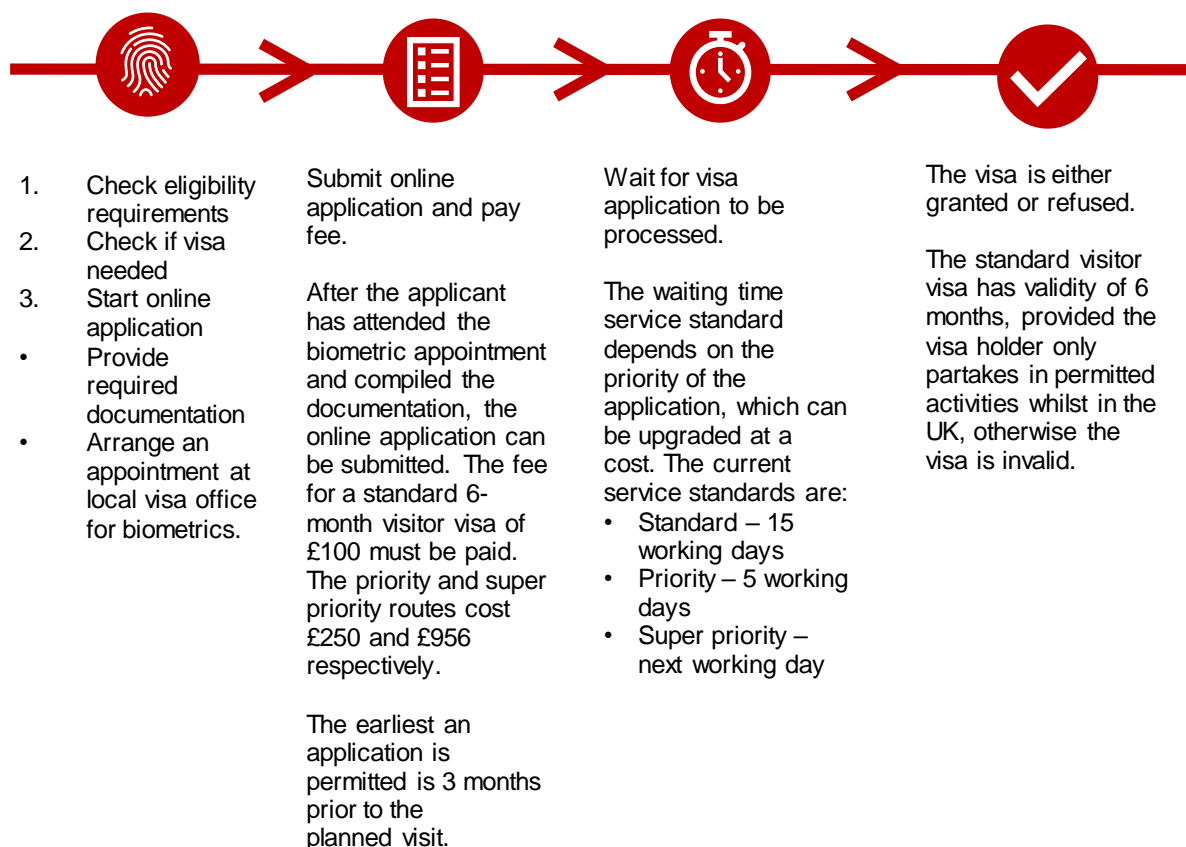 1. Check eligibility
requirements
2. Check if visa
needed
3. Start online
application
• Provide
required
documentation
• Arrange an
appointment at
local visa office
for biometrics.
Submit online
application and pay
fee.
After the applicant
has attended the
biometric appointment
and compiled the
documentation, the
online application can
be submitted. The fee
for a standard 6-
month visitor visa of
£100 must be paid.
The priority and super
priority routes cost
£250 and £956
respectively.
The earliest an
application is
permitted is 3 months
prior to the
planned visit.
Wait for visa
application to be
processed.
The waiting time
service standard
depends on the
priority of the
application, which can
be upgraded at a
cost. The current
service standards are:
• Standard – 15
working days
• Priority – 5 working
days
• Super priority –
next working day
The visa is either
granted or refused.
The standard visitor
visa has validity of 6
months, provided the
visa holder only
partakes in permitted
activities whilst in the
UK, otherwise the
visa is invalid.